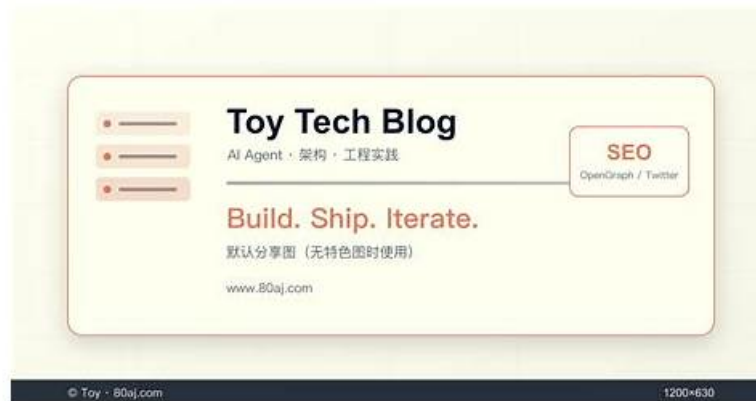 Toy Tech Blog
AI Agent · 架构 · 工程实践
SEO
OpenGraph / Twitter
Build. Ship. Iterate.
默认分享图（无特色图时使用）
www.80aj.com
© Toy · 80aj.com
1200×630